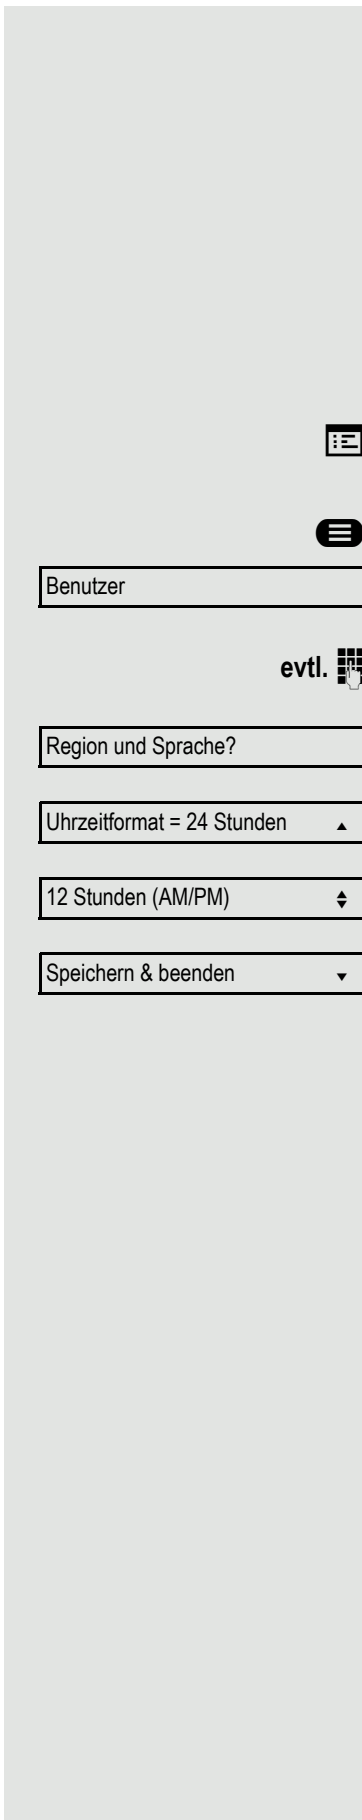 Benutzer
evtl.
Region und Sprache?
Uhrzeitformat = 24 Stunden
12 Stunden (AM/PM)
Speichern & beenden